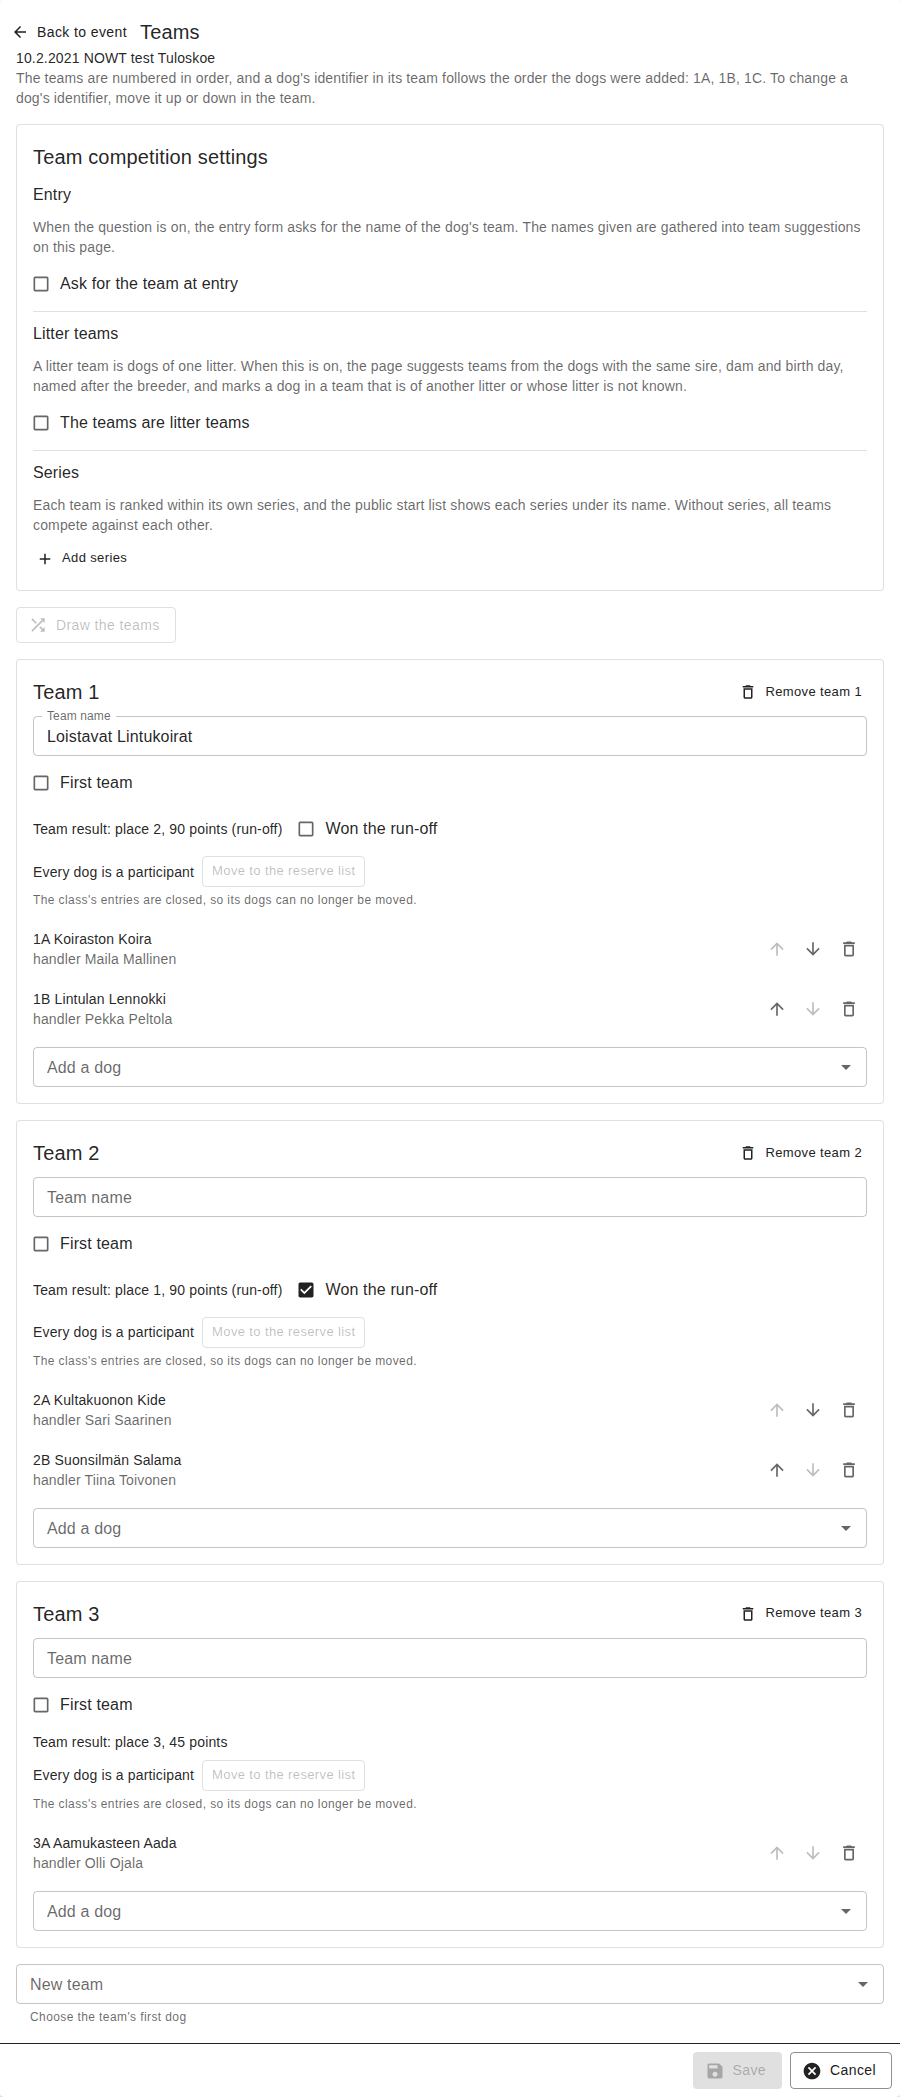 Back to event Teams
10.2.2021 NOWT test Tuloskoe
The teams are numbered in order, and a dog's identifier in its team follows the order the dogs were added: 1A, 1B, 1C. To change a
dog's identifier, move it up or down in the team.
Team competition settings
Entry
When the question is on, the entry form asks for the name of the dog's team. The names given are gathered into team suggestions
on this page.
Ask for the team at entry
Litter teams
A litter team is dogs of one litter. When this is on, the page suggests teams from the dogs with the same sire, dam and birth day,
named after the breeder, and marks a dog in a team that is of another litter or whose litter is not known.
The teams are litter teams
Series
Each team is ranked within its own series, and the public start list shows each series under its name. Without series, all teams
compete against each other.
Add series
Draw the teams
Team 1 Remove team 1
Team name
Loistavat Lintukoirat
First team
Team result: place 2, 90 points (run-off) Won the run-off
Every dog is a participant Move to the reserve list
The class's entries are closed, so its dogs can no longer be moved.
1A Koiraston Koira
handler Maila Mallinen
1B Lintulan Lennokki
handler Pekka Peltola
Add a dog
Team 2 Remove team 2
Team name
First team
Team result: place 1, 90 points (run-off) Won the run-off
Every dog is a participant Move to the reserve list
The class's entries are closed, so its dogs can no longer be moved.
2A Kultakuonon Kide
handler Sari Saarinen
2B Suonsilmän Salama
handler Tiina Toivonen
Add a dog
Team 3 Remove team 3
Team name
First team
Team result: place 3, 45 points
Every dog is a participant Move to the reserve list
The class's entries are closed, so its dogs can no longer be moved.
3A Aamukasteen Aada
handler Olli Ojala
Add a dog
New team
Choose the team's first dog
Save Cancel